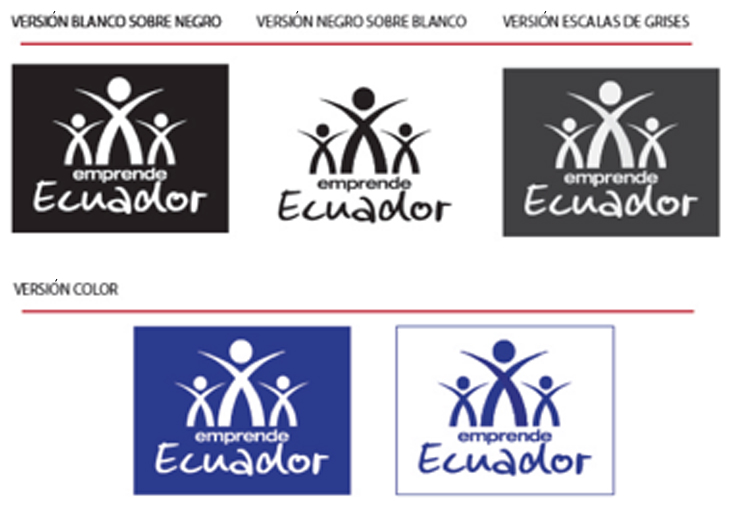 VERSIÓN BLANCO SOBRE NEGRO
VERSIÓN NEGRO SOBRE BLANCO
VERSIÓN ESCALAS DE GRISES
emprende
Ecuador
emprende
Ecuador
emprende
Ecuador
VERSIÓN COLOR
emprende
Ecuador
emprende
Ecuador